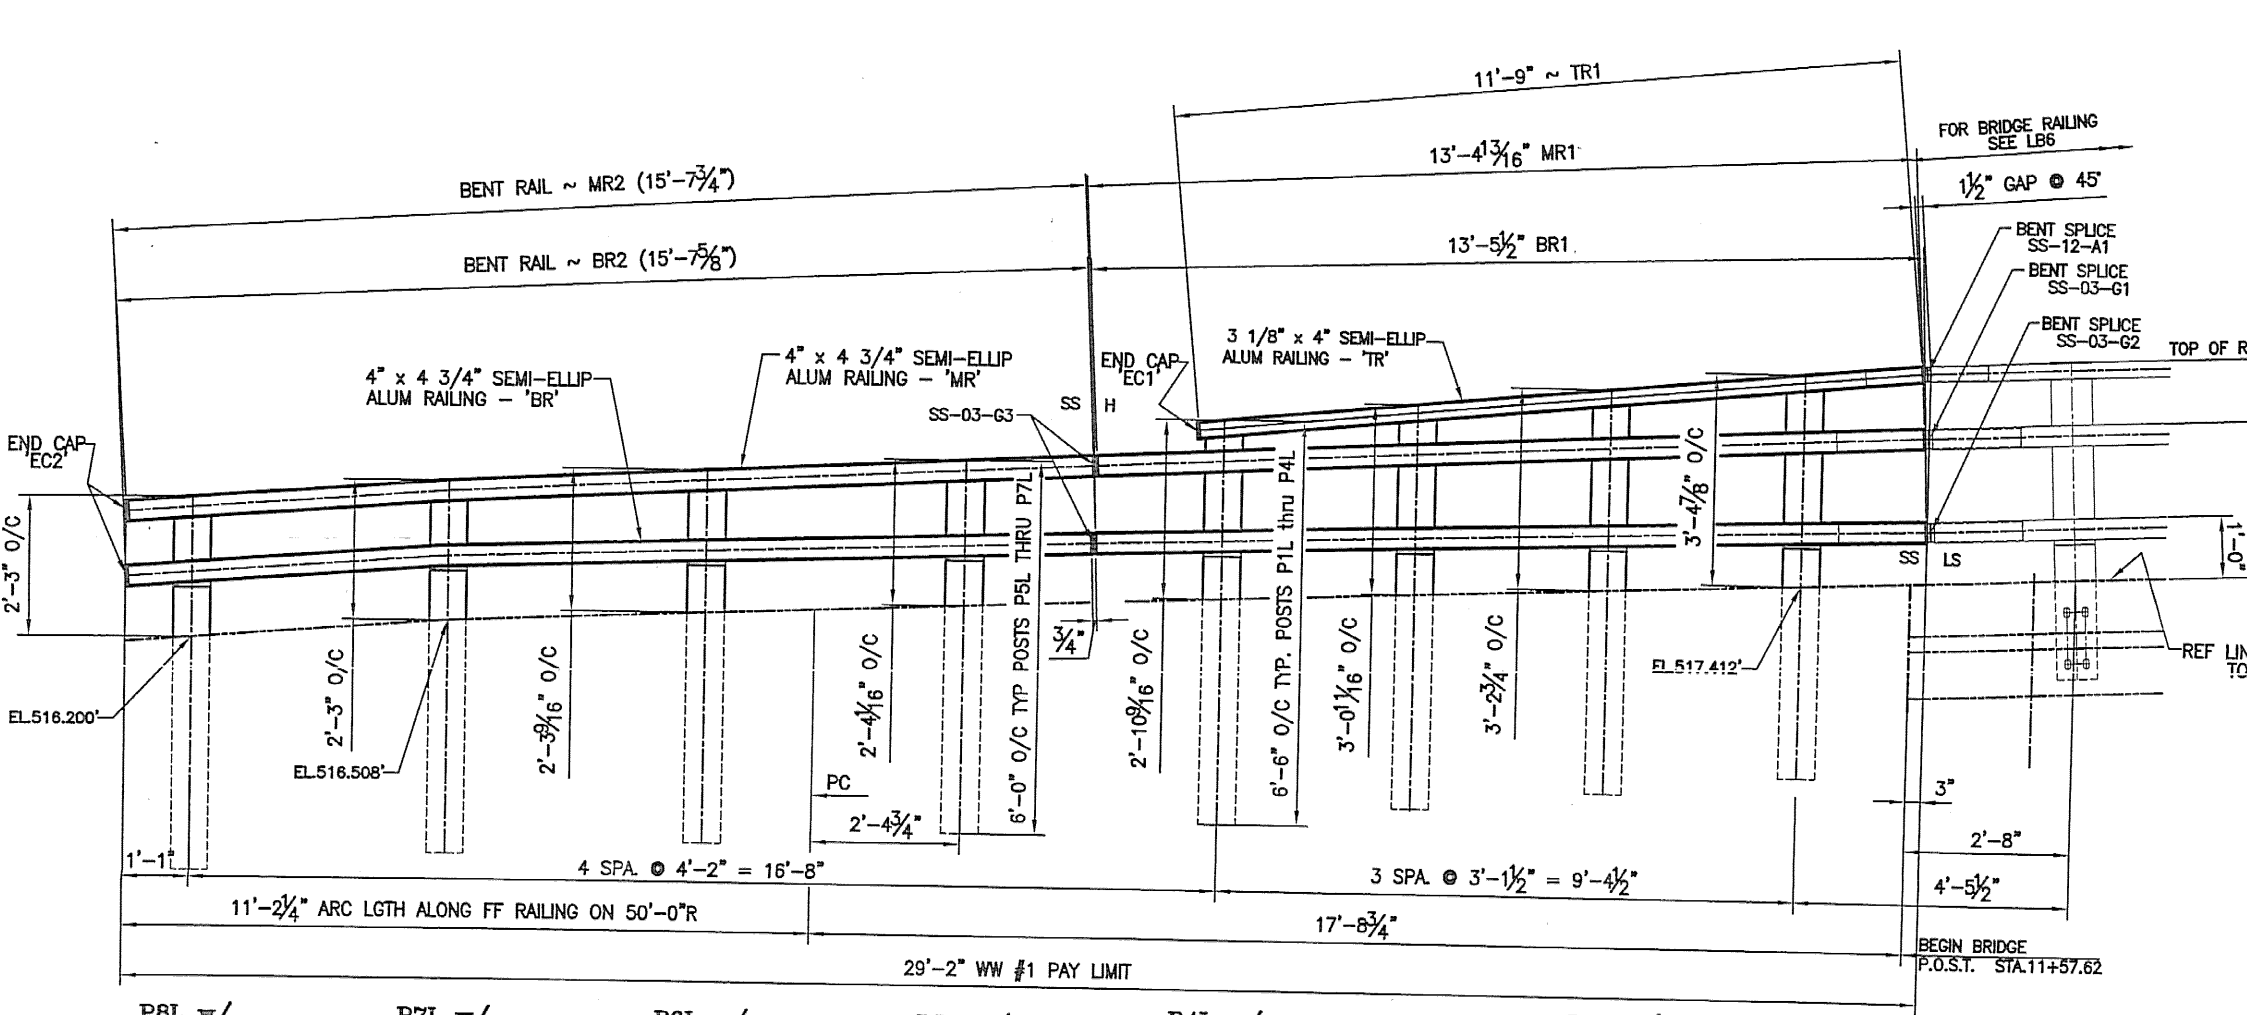 11'-9" ~ TR1
FOR BRIDGE RAILING
SEE LB6
13'-4 13/16" MR1
BENT RAIL ~ MR2 (15'-7 3/4")
1 1/2" GAP @ 45°
BENT SPLICE
SS-12-A1
13'-5 1/2" BR1
BENT RAIL ~ BR2 (15'-7 5/8")
BENT SPLICE
SS-03-G1
BENT SPLICE
SS-03-G2
3 1/8" x 4" SEMI-ELLIP
ALUM RAILING - 'TR'
TOP OF R
END CAP
'EC1'
4" x 4 3/4" SEMI-ELLIP
ALUM RAILING - 'MR'
4" x 4 3/4" SEMI-ELLIP
ALUM RAILING - 'BR'
SS H
SS-03-G3
END CAP
'EC2'
2'-3" O/C
2'-3" O/C
2'-3 9/16" O/C
2'-4 1/16" O/C
6'-0" O/C TYP POSTS P5L THRU P7L
3/4"
2'-10 9/16" O/C
6'-6" O/C TYP. POSTS P1L thru P4L
3'-0 1/16" O/C
3'-2 3/4" O/C
3'-4 7/8" O/C
SS LS
1'-0"
REF LIN
TO
EL.517.412'
EL.516.200'
EL.516.508'
PC
2'-4 3/4"
3"
2'-8"
1'-1"
4 SPA. @ 4'-2" = 16'-8"
3 SPA. @ 3'-1 1/2" = 9'-4 1/2"
4'-5 1/2"
11'-2 1/4" ARC LGTH ALONG FF RAILING ON 50'-0"R
17'-8 3/4"
BEGIN BRIDGE
P.O.S.T. STA.11+57.62
29'-2" WW #1 PAY LIMIT
P8L w/
P7L w/